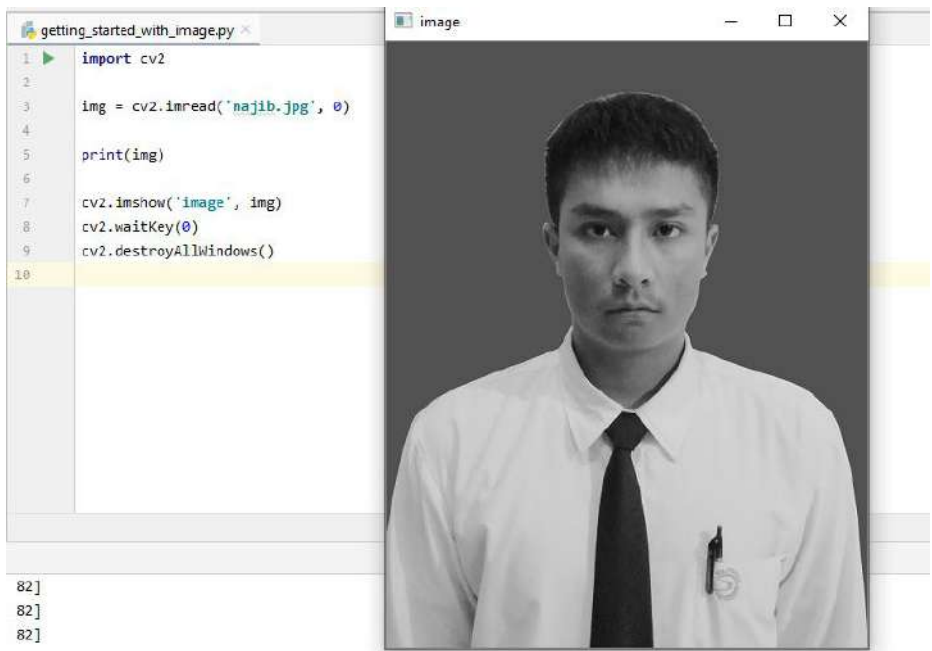 getting_started_with_image.py
image
1 import cv2
2
3 img = cv2.imread('najib.jpg', 0)
4
5 print(img)
6
7 cv2.imshow('image', img)
8 cv2.waitKey(0)
9 cv2.destroyAllWindows()
10
82]
82]
82]